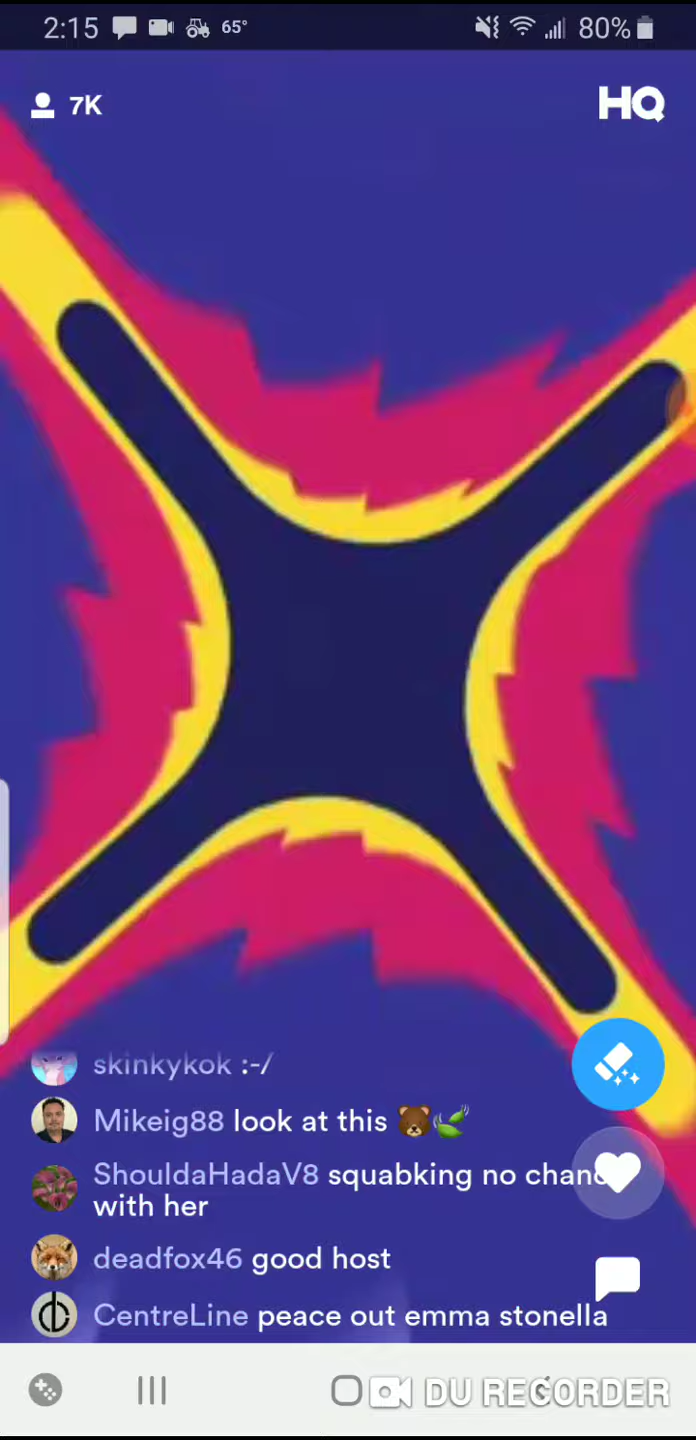 2:15 65° 80%
7K HQ
skinkykok :-/
Mikeig88 look at this 🐻🫛
ShouldaHadaV8 squabking no chanc
with her
deadfox46 good host
CentreLine peace out emma stonella
DU RECORDER